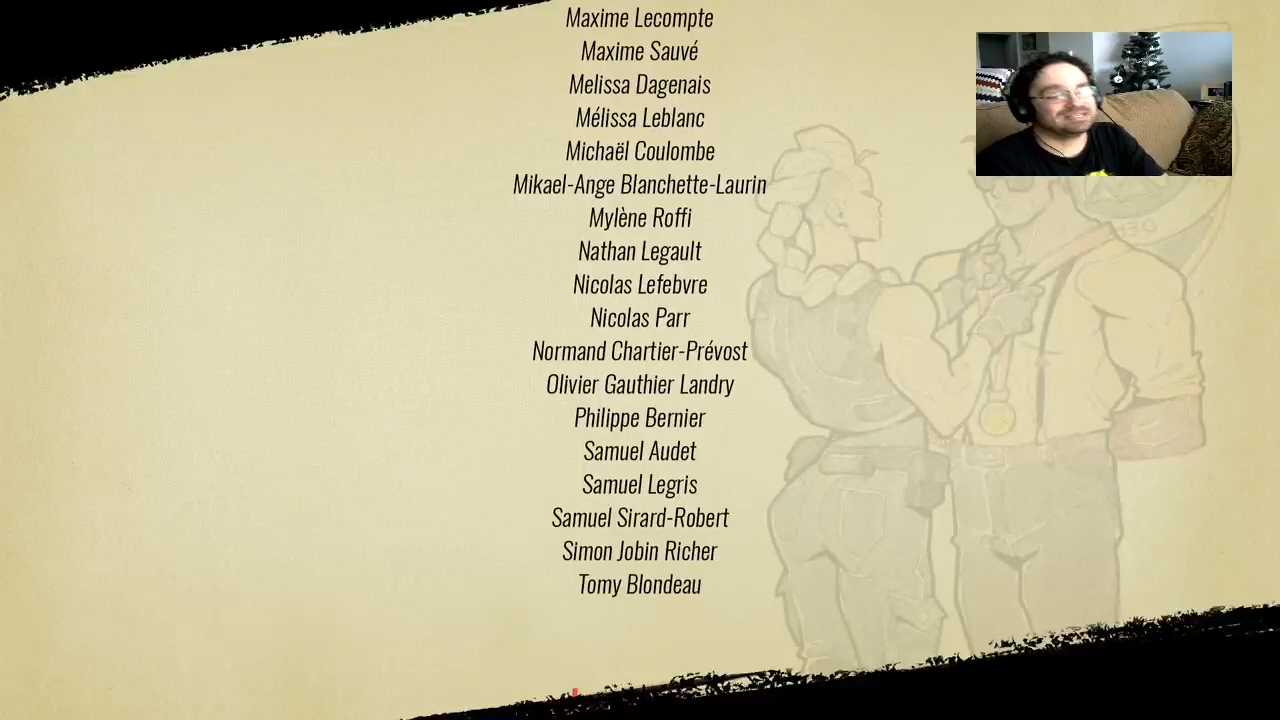 Maxime Lecompte
Maxime Sauvé
Melissa Dagenais
Mélissa Leblanc
Michaël Coulombe
Mikael-Ange Blanchette-Laurin
Mylène Roffi
Nathan Legault
Nicolas Lefebvre
Nicolas Parr
Normand Chartier-Prévost
Olivier Gauthier Landry
Philippe Bernier
Samuel Audet
Samuel Legris
Samuel Sirard-Robert
Simon Jobin Richer
Tomy Blondeau